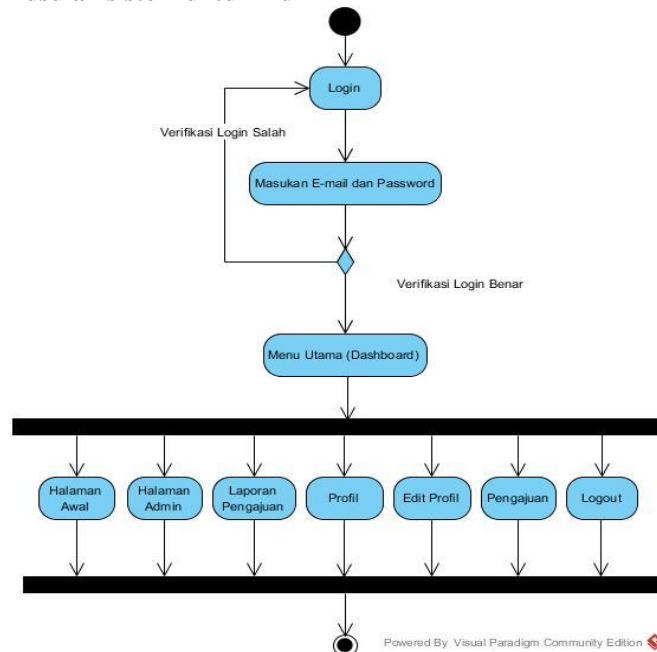 Login
Verifikasi Login Salah
Masukan E-mail dan Password
Verifikasi Login Benar
Menu Utama (Dashboard)
Halaman
Awal
Halaman
Admin
Laporan
Pengajuan
Profil
Edit Profil
Pengajuan
Logout
Powered By Visual Paradigm Community Edition